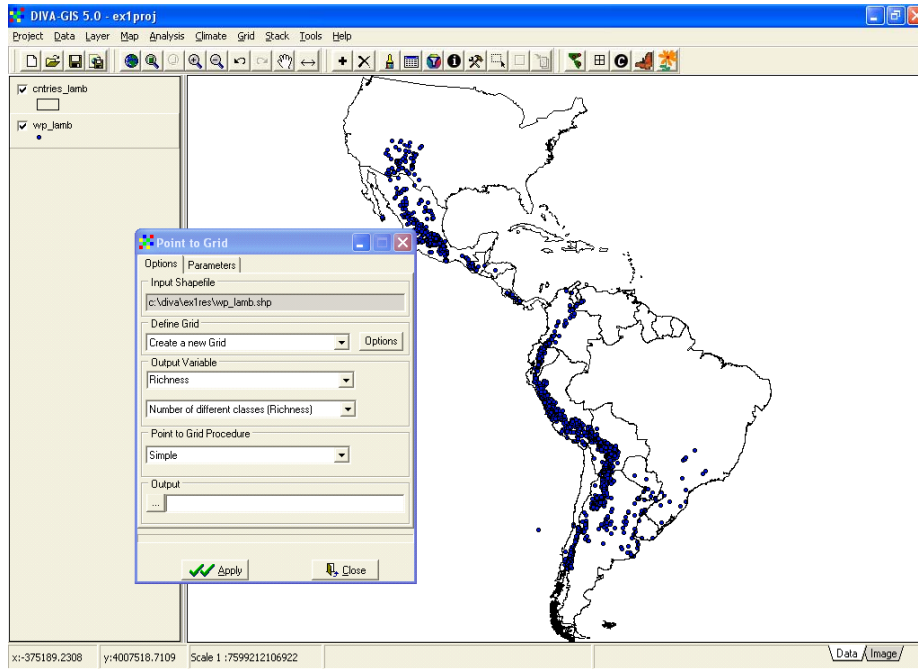 DIVA-GIS 5.0 - ex1proj
Project Data Layer Map Analysis Climate Grid Stack Tools Help
cntries_lamb
wp_lamb
Point to Grid
Options Parameters
Input Shapefile
c:\diva\ex1res\wp_lamb.shp
Define Grid
Create a new Grid Options
Output Variable
Richness
Number of different classes (Richness)
Point to Grid Procedure
Simple
Output
...
Apply Close
x:-375189.2308 y:4007518.7109 Scale 1 :7599212106922 Data Image